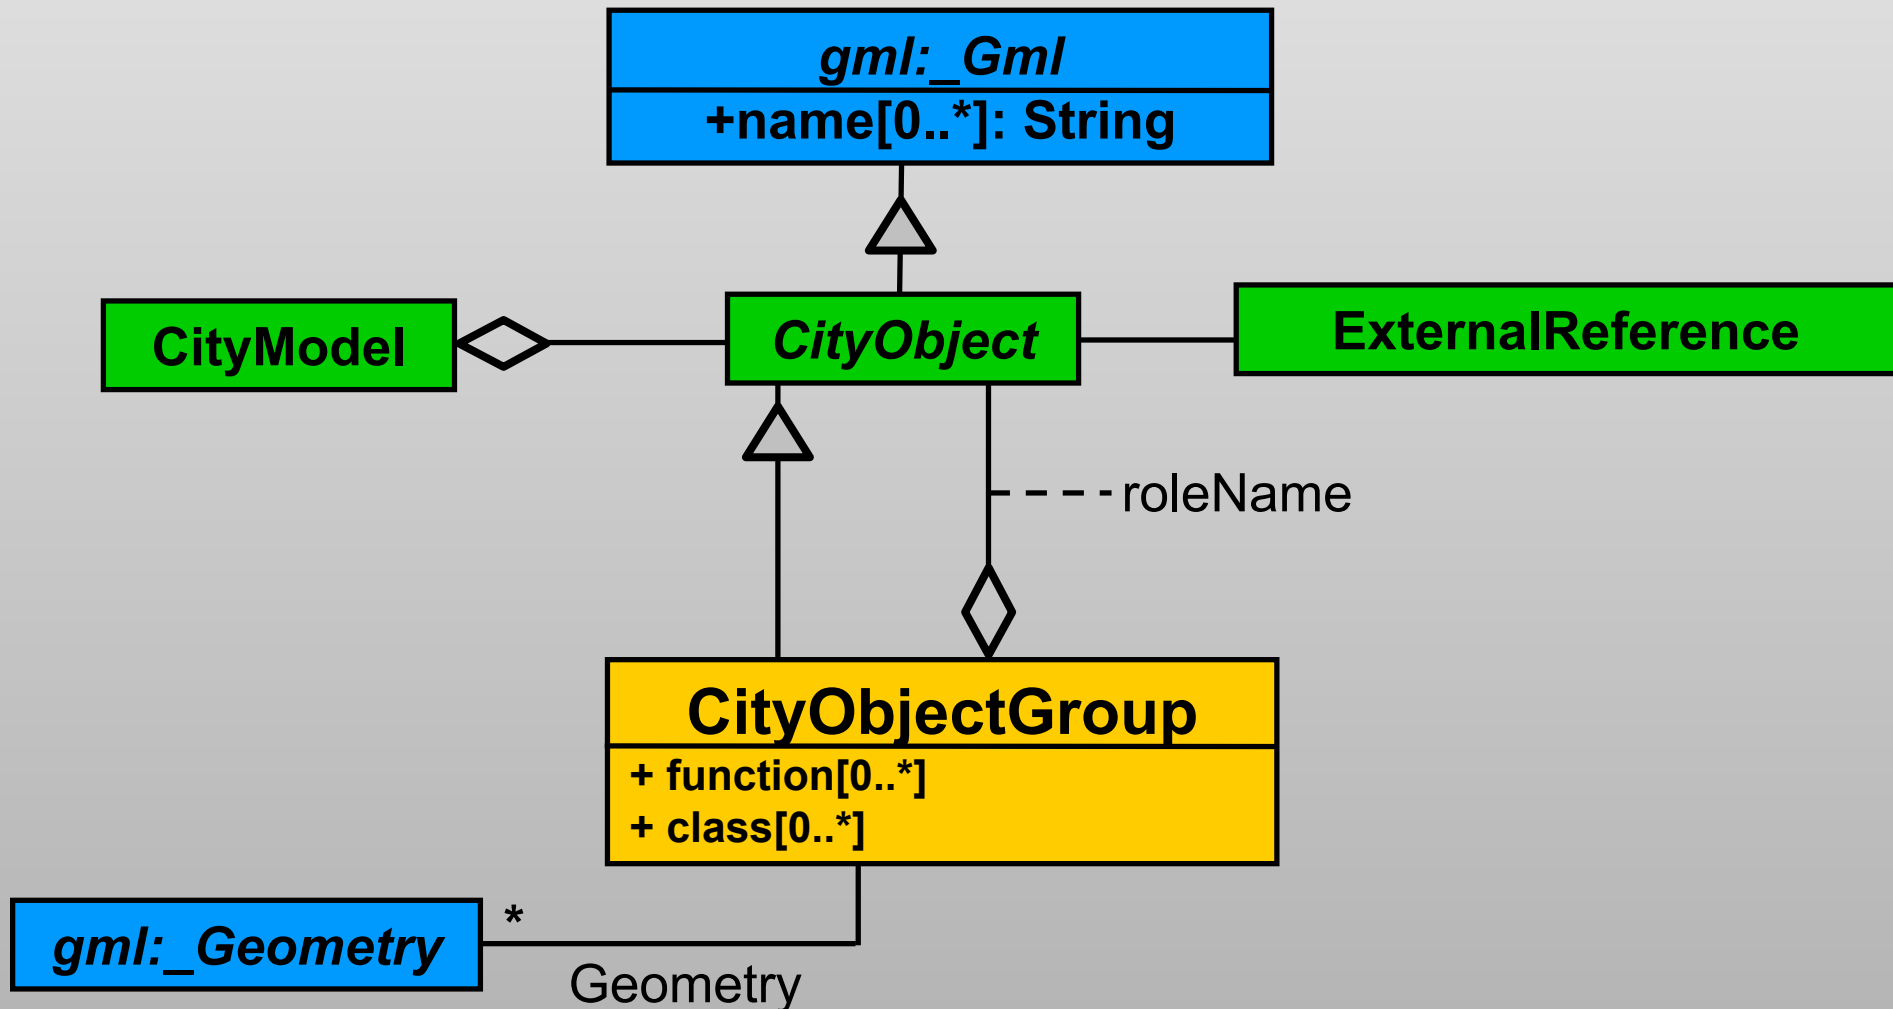 gml:_Gml
+name[0..*]: String
CityModel
CityObject
ExternalReference
roleName
CityObjectGroup
+ function[0..*]
+ class[0..*]
gml:_Geometry
*
Geometry